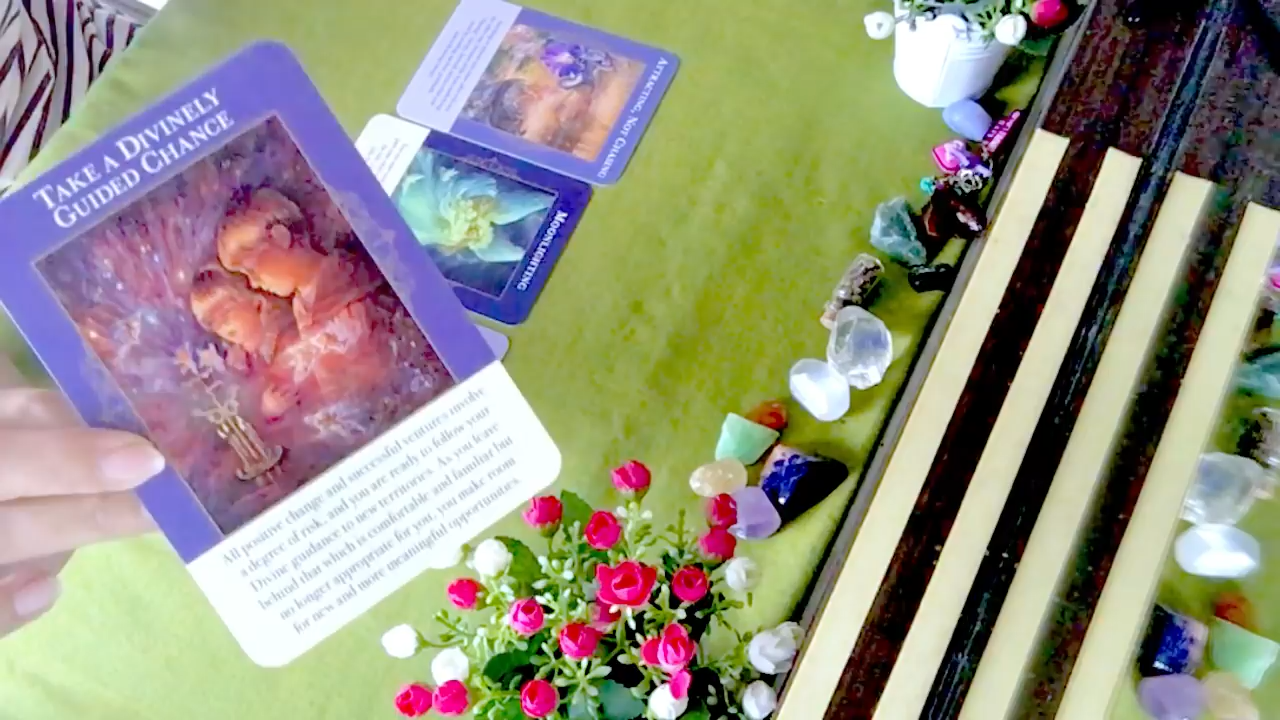 TAKE A DIVINELY
GUIDED CHANCE
All positive change and successful ventures involve
a degree of risk, and you are ready to follow your
Divine guidance to new territories. As you leave
behind that which is comfortable and familiar but
no longer appropriate for you, you make room
for new and more meaningful opportunities.
ATTRACTING, NOT CHASING
MOONLIGHTING